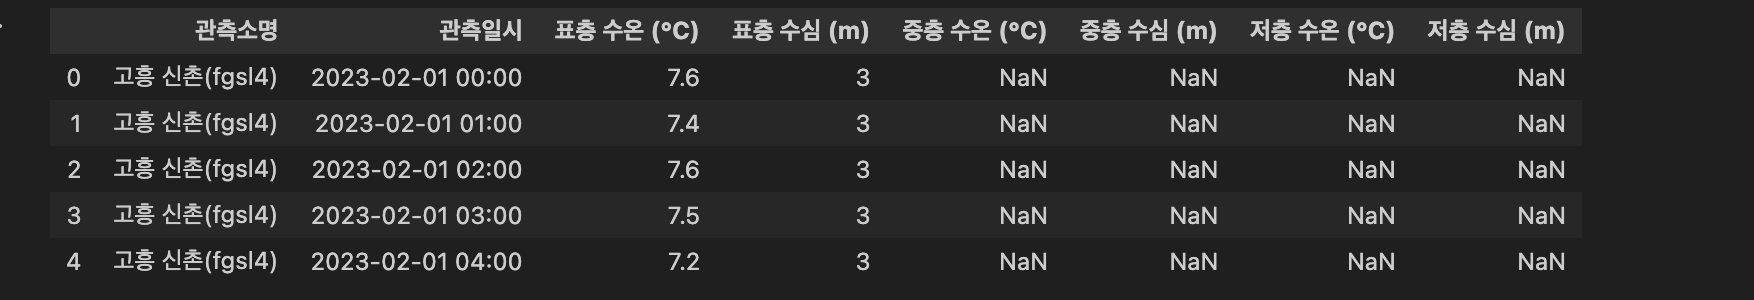 관측소명 관측일시 표층 수온 (°C) 표층 수심 (m) 중층 수온 (°C) 중층 수심 (m) 저층 수온 (°C) 저층 수심 (m)
0 고흥 신촌(fgsl4) 2023-02-01 00:00 7.6 3 NaN NaN NaN NaN
1 고흥 신촌(fgsl4) 2023-02-01 01:00 7.4 3 NaN NaN NaN NaN
2 고흥 신촌(fgsl4) 2023-02-01 02:00 7.6 3 NaN NaN NaN NaN
3 고흥 신촌(fgsl4) 2023-02-01 03:00 7.5 3 NaN NaN NaN NaN
4 고흥 신촌(fgsl4) 2023-02-01 04:00 7.2 3 NaN NaN NaN NaN